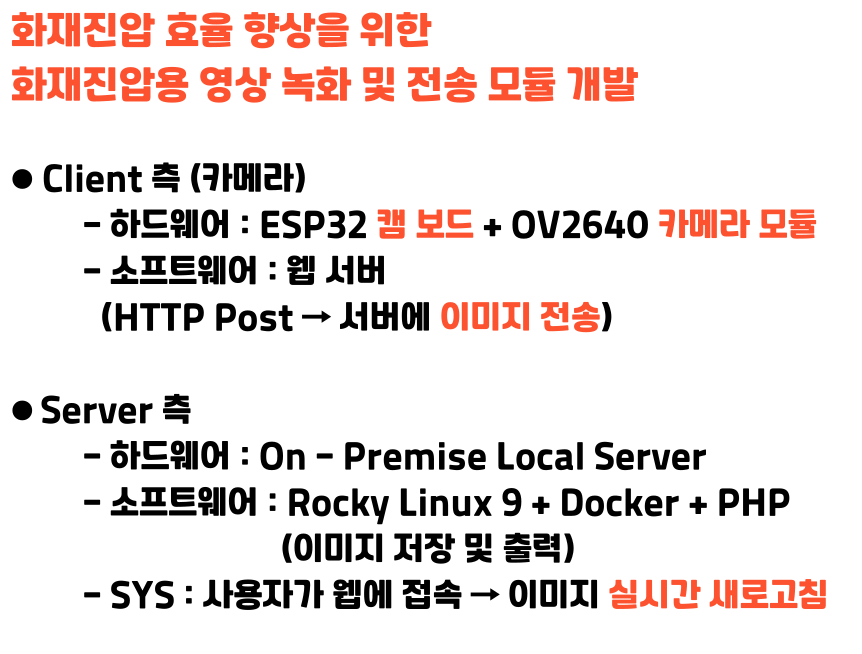 화재진압 효율 향상을 위한
화재진압용 영상 녹화 및 전송 모듈 개발
● Client 측 (카메라)
- 하드웨어 : ESP32 캠 보드 + OV2640 카메라 모듈
- 소프트웨어 : 웹 서버
(HTTP Post → 서버에 이미지 전송)
● Server 측
- 하드웨어 : On - Premise Local Server
- 소프트웨어 : Rocky Linux 9 + Docker + PHP
(이미지 저장 및 출력)
- SYS : 사용자가 웹에 접속 → 이미지 실시간 새로고침